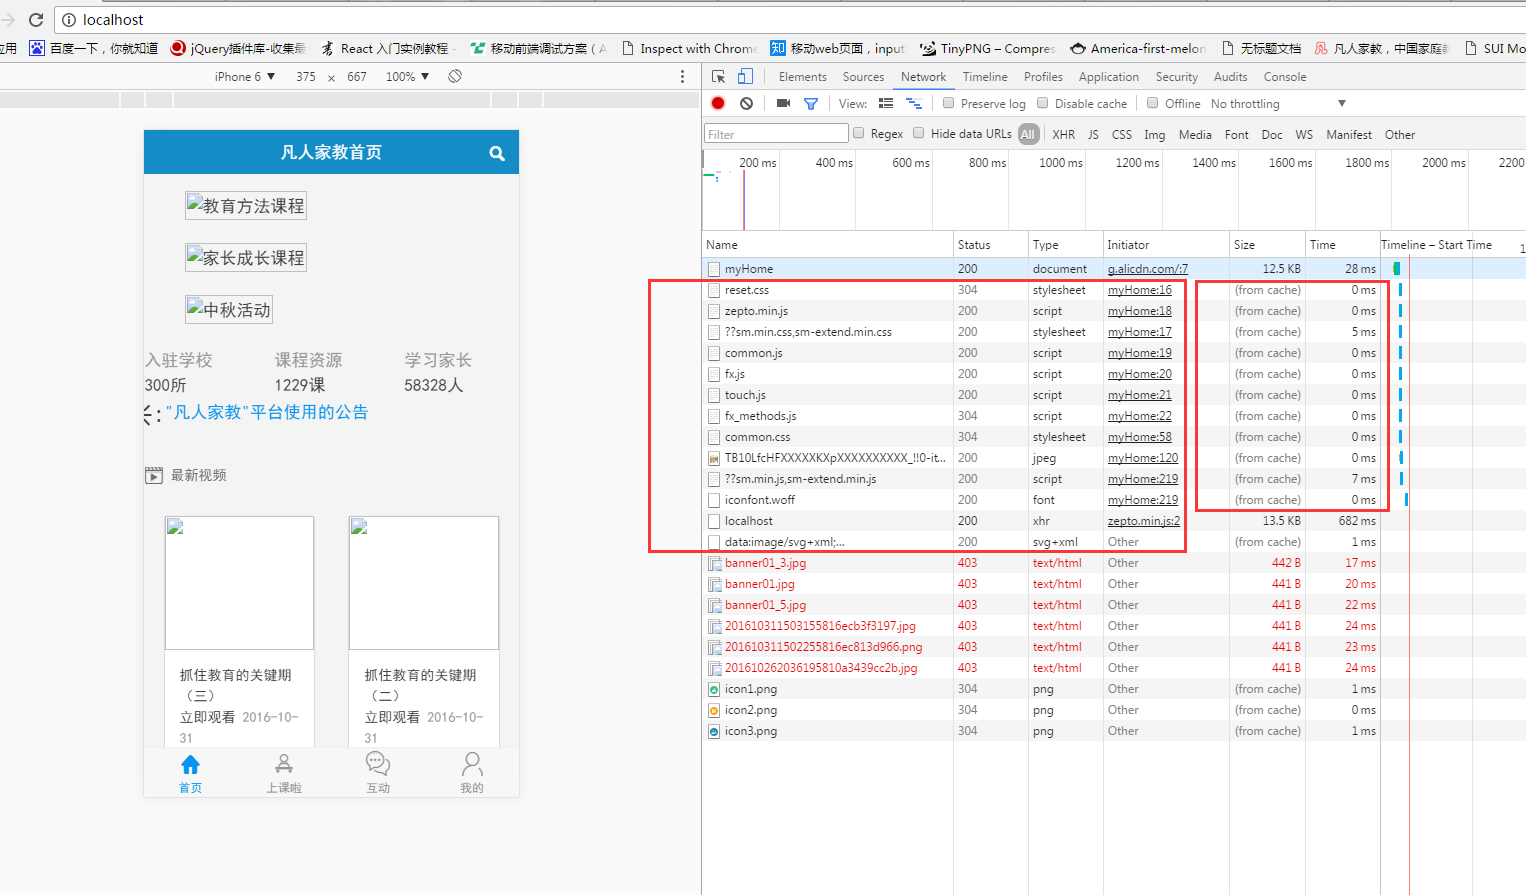 localhost
应用 百度一下，你就知道 jQuery插件库-收集最 React 入门实例教程 - 移动前端调试方案（A Inspect with Chrome 移动web页面，input TinyPNG – Compres America-first-melon 无标题文档 凡人家教，中国家庭教 SUI Mo
iPhone 6 ▼ 375 × 667 100% ▼
Elements Sources Network Timeline Profiles Application Security Audits Console
View: Preserve log Disable cache Offline No throttling ▼
Filter Regex Hide data URLs All XHR JS CSS Img Media Font Doc WS Manifest Other
200 ms 400 ms 600 ms 800 ms 1000 ms 1200 ms 1400 ms 1600 ms 1800 ms 2000 ms 2200
凡人家教首页
教育方法课程
家长成长课程
中秋活动
入驻学校 课程资源 学习家长
300所 1229课 58328人
："凡人家教"平台使用的公告
最新视频
抓住教育的关键期（三）
立即观看 2016-10-31
抓住教育的关键期（二）
立即观看 2016-10-31
首页 上课啦 互动 我的
Name Status Type Initiator Size Time Timeline – Start Time 1
myHome 200 document g.alicdn.com/:7 12.5 KB 28 ms
reset.css 304 stylesheet myHome:16 (from cache) 0 ms
zepto.min.js 200 script myHome:18 (from cache) 0 ms
??sm.min.css,sm-extend.min.css 200 stylesheet myHome:17 (from cache) 5 ms
common.js 200 script myHome:19 (from cache) 0 ms
fx.js 200 script myHome:20 (from cache) 0 ms
touch.js 200 script myHome:21 (from cache) 0 ms
fx_methods.js 304 script myHome:22 (from cache) 0 ms
common.css 304 stylesheet myHome:58 (from cache) 0 ms
TB10LfcHFXXXXXKXpXXXXXXXXXX_!!0-it... 200 jpeg myHome:120 (from cache) 0 ms
??sm.min.js,sm-extend.min.js 200 script myHome:219 (from cache) 7 ms
iconfont.woff 200 font myHome:219 (from cache) 0 ms
localhost 200 xhr zepto.min.js:2 13.5 KB 682 ms
data:image/svg+xml;... 200 svg+xml Other (from cache) 1 ms
banner01_3.jpg 403 text/html Other 442 B 17 ms
banner01.jpg 403 text/html Other 441 B 20 ms
banner01_5.jpg 403 text/html Other 441 B 22 ms
201610311503155816ecb3f3197.jpg 403 text/html Other 441 B 24 ms
201610311502255816ec813d966.png 403 text/html Other 441 B 23 ms
201610262036195810a3439cc2b.jpg 403 text/html Other 441 B 24 ms
icon1.png 304 png Other (from cache) 1 ms
icon2.png 304 png Other (from cache) 0 ms
icon3.png 304 png Other (from cache) 1 ms